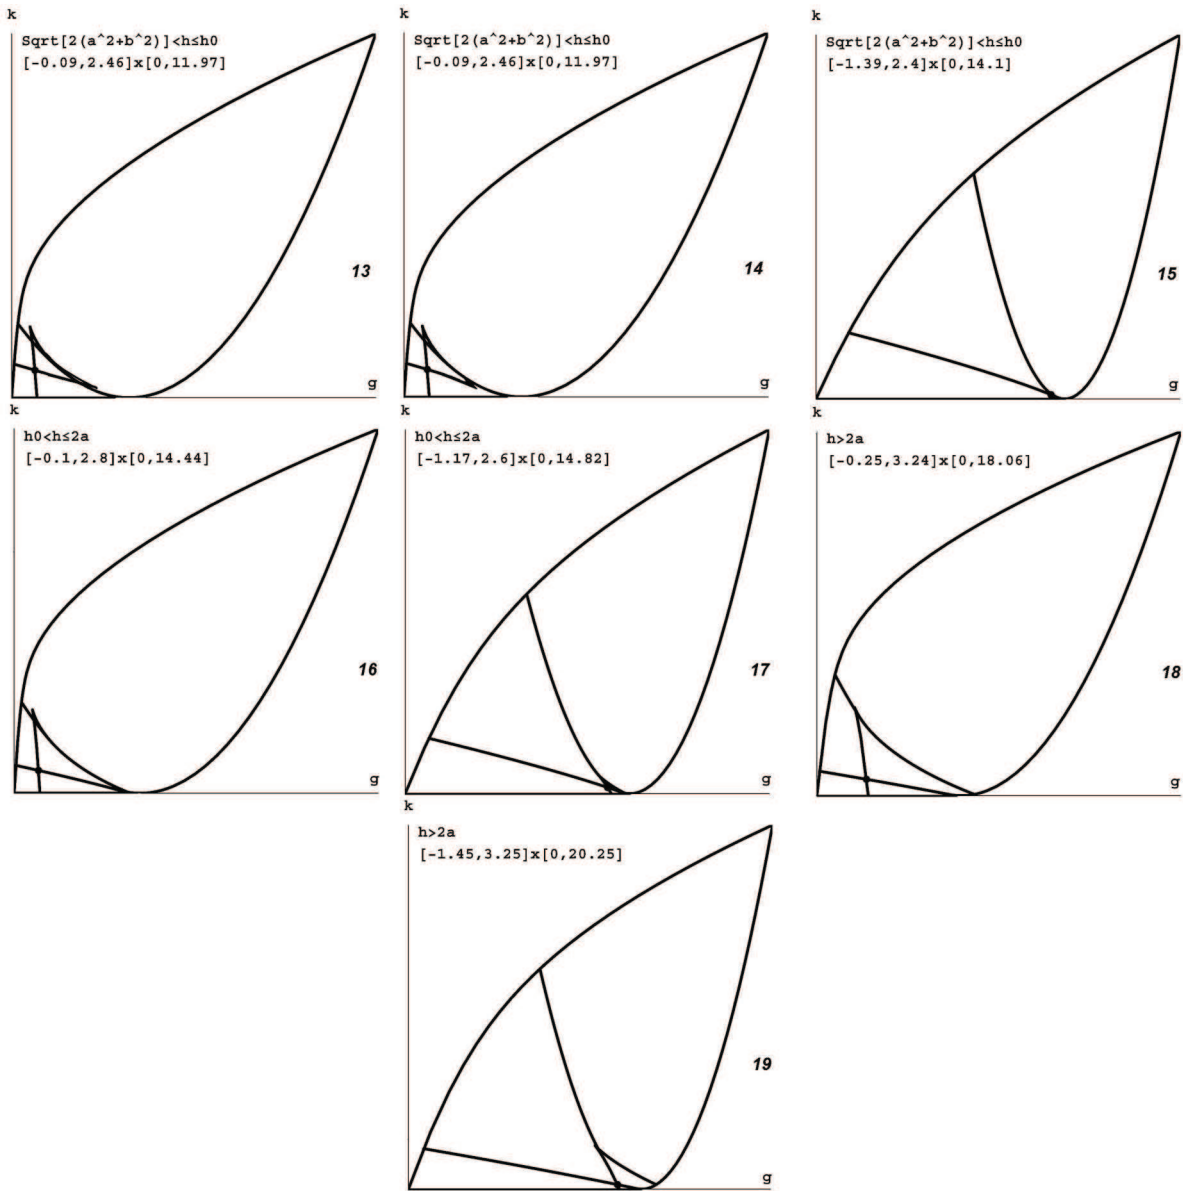 k
Sqrt[2(a^2+b^2)]<h≤h0
[-0.09,2.46]x[0,11.97]
13
g
k
Sqrt[2(a^2+b^2)]<h≤h0
[-0.09,2.46]x[0,11.97]
14
g
k
Sqrt[2(a^2+b^2)]<h≤h0
[-1.39,2.4]x[0,14.1]
15
g
k
h0<h≤2a
[-0.1,2.8]x[0,14.44]
16
g
k
h0<h≤2a
[-1.17,2.6]x[0,14.82]
17
g
k
h>2a
[-0.25,3.24]x[0,18.06]
18
g
k
h>2a
[-1.45,3.25]x[0,20.25]
19
g